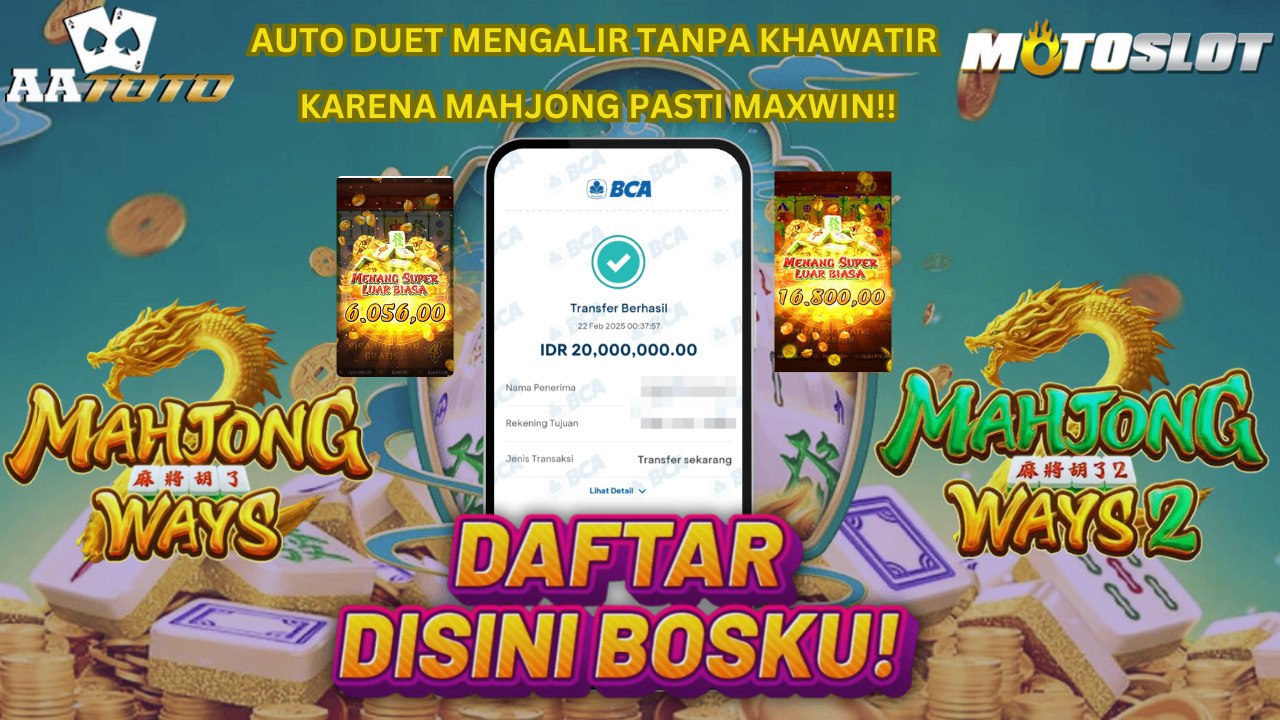 AATOTO
AUTO DUET MENGALIR TANPA KHAWATIR
KARENA MAHJONG PASTI MAXWIN!!
MOTOSLOT
BCA
Transfer Berhasil
22 Feb 2025 00:37:57
IDR 20,000,000.00
Nama Penerima
Rekening Tujuan
Jenis Transaksi
Transfer sekarang
Lihat Detail
MENANG SUPER
LUAR BIASA
6.056,00
MENANG SUPER
LUAR BIASA
16.800,00
MAHJONG
麻將胡了
WAYS
MAHJONG
麻將胡了2
WAYS 2
DAFTAR
DISINI BOSKU!